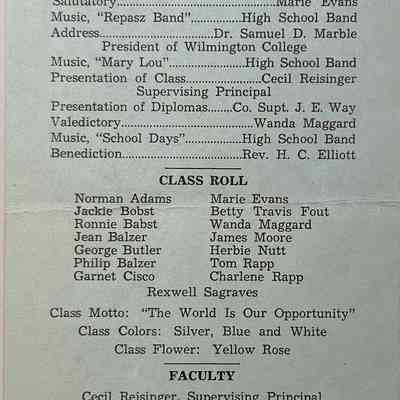 Salutatory........................................Marie Evans
Music, "Repasz Band"...............High School Band
Address..................................Dr. Samuel D. Marble
President of Wilmington College
Music, "Mary Lou".......................High School Band
Presentation of Class.......................Cecil Reisinger
Supervising Principal
Presentation of Diplomas........Co. Supt. J. E. Way
Valedictory........................................Wanda Maggard
Music, "School Days".................High School Band
Benediction....................................Rev. H. C. Elliott
CLASS ROLL
Norman Adams Marie Evans
Jackie Bobst Betty Travis Fout
Ronnie Babst Wanda Maggard
Jean Balzer James Moore
George Butler Herbie Nutt
Philip Balzer Tom Rapp
Garnet Cisco Charlene Rapp
Rexwell Sagraves
Class Motto: "The World Is Our Opportunity"
Class Colors: Silver, Blue and White
Class Flower: Yellow Rose
FACULTY
Cecil Reisinger, Supervising Principal